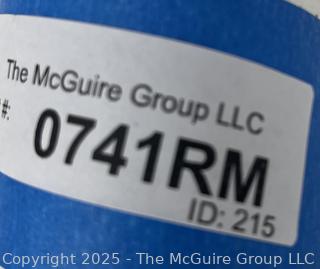 The McGuire Group LLC
#:
0741RM
ID: 215
Copyright 2025 - The McGuire Group LLC